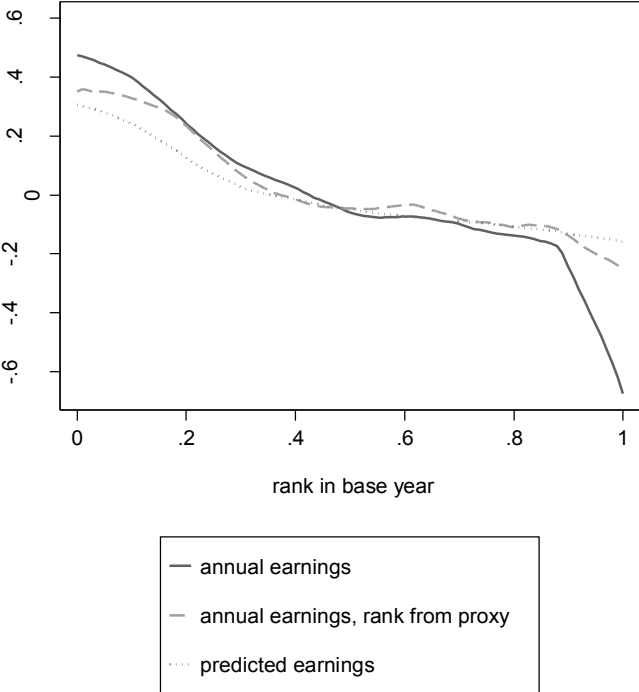 .6
.4
.2
0
-.2
-.4
-.6
0 .2 .4 .6 .8 1
rank in base year
annual earnings
annual earnings, rank from proxy
predicted earnings